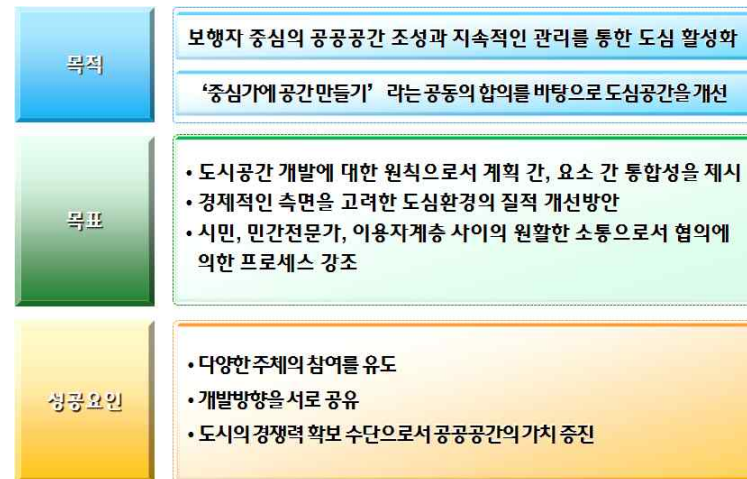 목적
보행자 중심의 공공공간 조성과 지속적인 관리를 통한 도심 활성화
‘중심가에 공간 만들기’ 라는 공동의 합의를 바탕으로 도심공간을 개선
목표
• 도시공간 개발에 대한 원칙으로서 계획 간, 요소 간 통합성을 제시
• 경제적인 측면을 고려한 도심환경의 질적 개선방안
• 시민, 민간전문가, 이용자계층 사이의 원활한 소통으로서 협의에
의한 프로세스 강조
성공요인
• 다양한 주체의 참여를 유도
• 개발방향을 서로 공유
• 도시의 경쟁력 확보 수단으로서 공공공간의 가치 증진